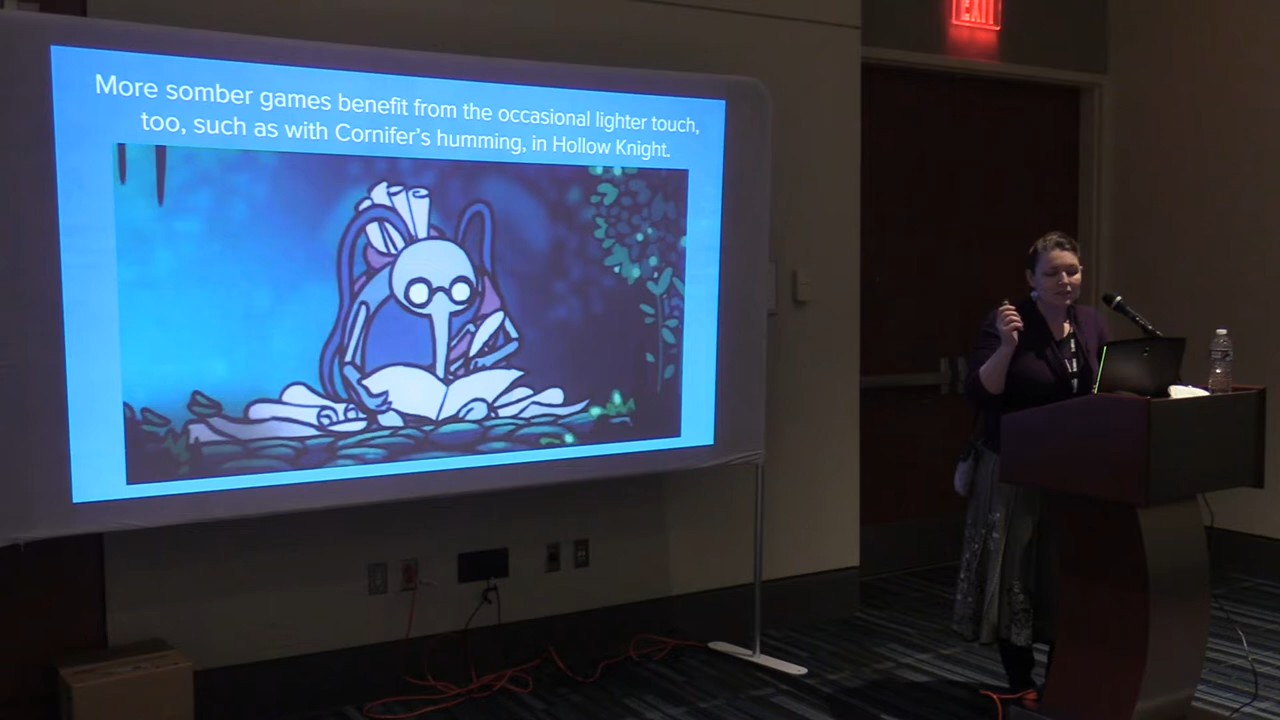 EXIT
More somber games benefit from the occasional lighter touch,
too, such as with Cornifer's humming, in Hollow Knight.